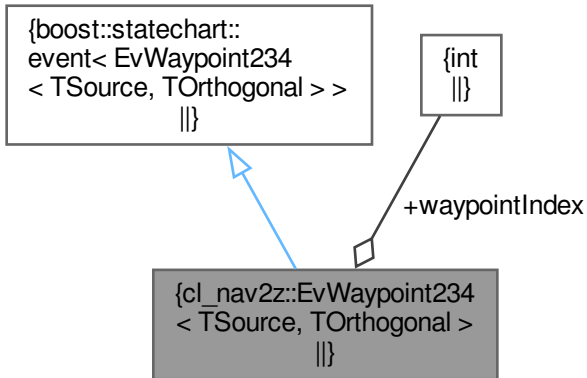 {boost::statechart::
event< EvWaypoint234
< TSource, TOrthogonal > >
||}
{int
||}
+waypointIndex
{cl_nav2z::EvWaypoint234
< TSource, TOrthogonal >
||}